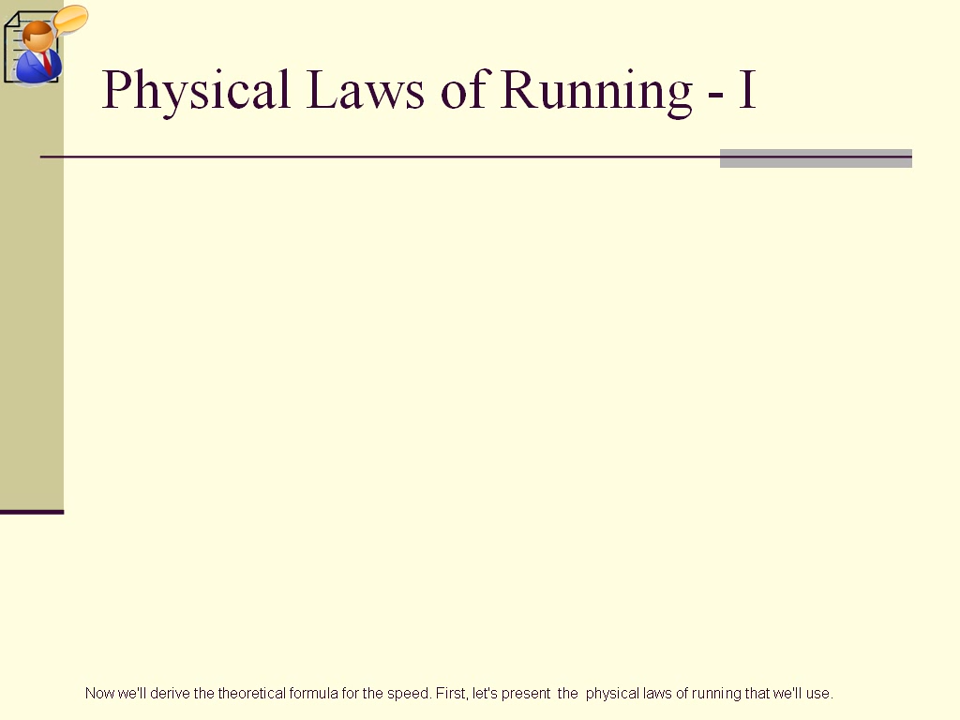 Physical Laws of Running - I
Now we'll derive the theoretical formula for the speed. First, let's present  the  physical laws of running that we'll use.